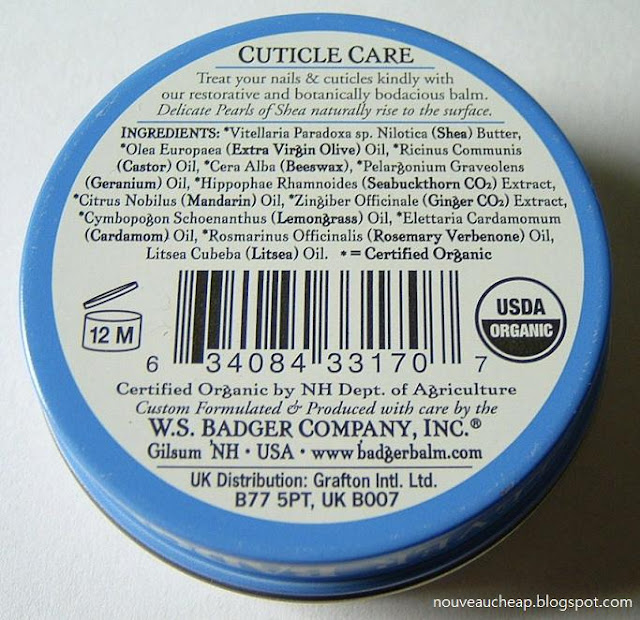 CUTICLE CARE
Treat your nails & cuticles kindly with
our restorative and botanically bodacious balm.
Delicate Pearls of Shea naturally rise to the surface.
INGREDIENTS: *Vitellaria Paradoxa sp. Nilotica (Shea) Butter,
*Olea Europaea (Extra Virgin Olive) Oil, *Ricinus Communis
(Castor) Oil, *Cera Alba (Beeswax), *Pelargonium Graveolens
(Geranium) Oil, *Hippophae Rhamnoides (Seabuckthorn CO₂) Extract,
*Citrus Nobilus (Mandarin) Oil, *Zingiber Officinale (Ginger CO₂) Extract,
*Cymbopogon Schoenanthus (Lemongrass) Oil, *Elettaria Cardamomum
(Cardamom) Oil, *Rosmarinus Officinalis (Rosemary Verbenone) Oil,
Litsea Cubeba (Litsea) Oil. *=Certified Organic
12 M
USDA
ORGANIC
6 34084 33170 7
Certified Organic by NH Dept. of Agriculture
Custom Formulated & Produced with care by the
W.S. BADGER COMPANY, INC.®
Gilsum NH • USA • www.badgerbalm.com
UK Distribution: Grafton Intl. Ltd.
B77 5PT, UK B007
nouveaucheap.blogspot.com